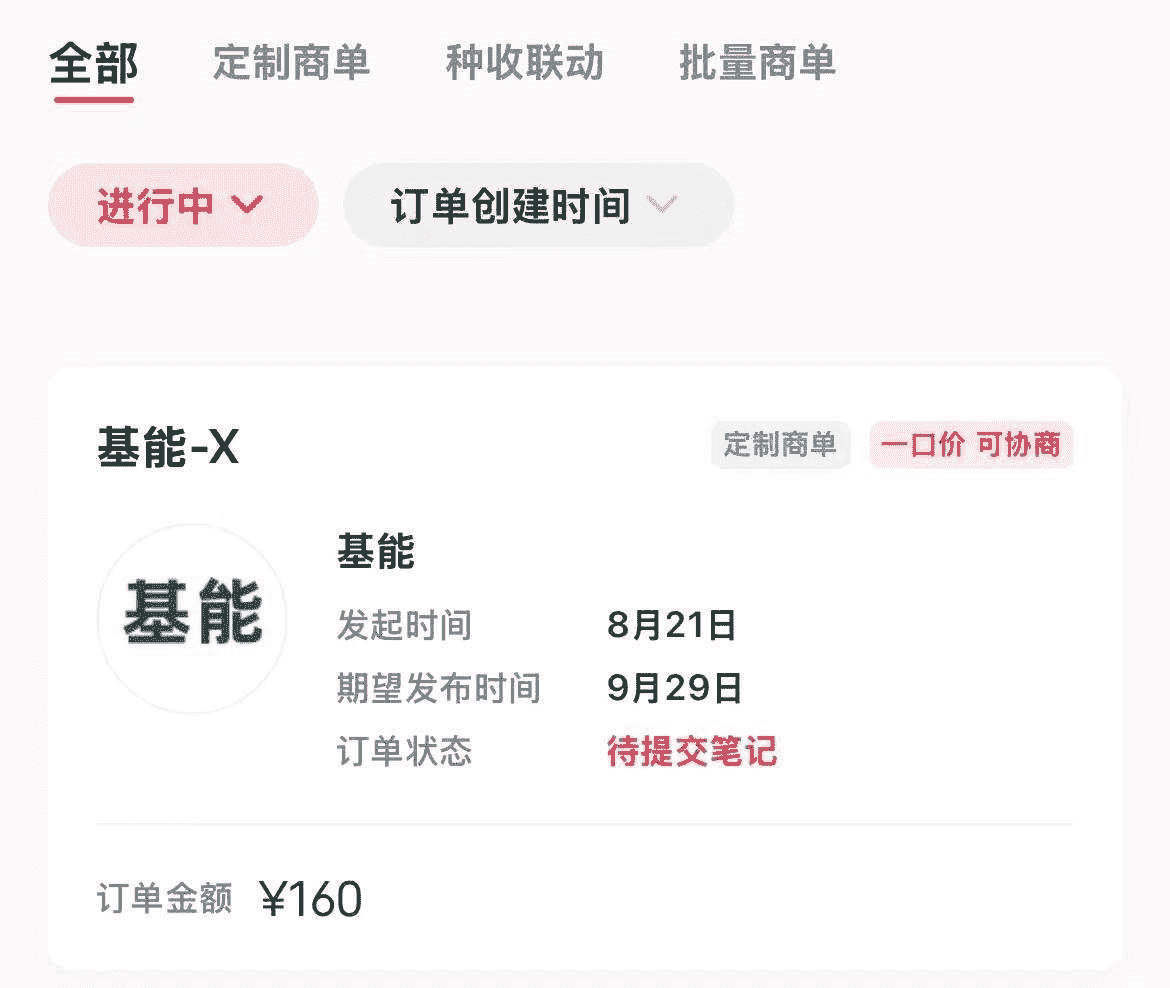 全部 定制商单 种收联动 批量商单
进行中 订单创建时间
基能-X 定制商单 一口价 可协商
基能
基能
发起时间 8月21日
期望发布时间 9月29日
订单状态 待提交笔记
订单金额 ¥160